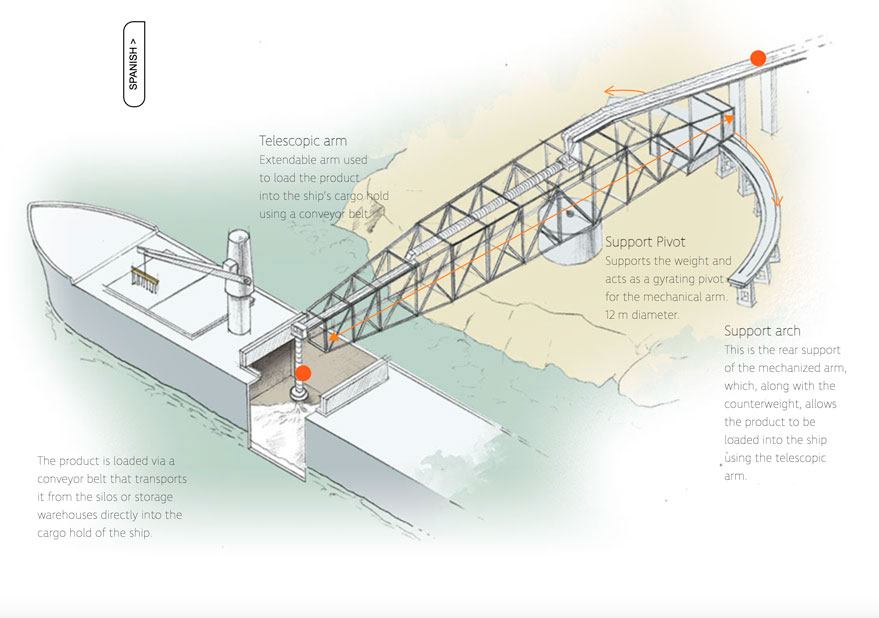 SPANISH >
Telescopic arm
Extendable arm used
to load the product
into the ship's cargo hold
using a conveyor belt.
Support Pivot
Supports the weight and
acts as a gyrating pivot
for the mechanical arm.
12 m diameter.
Support arch
This is the rear support
of the mechanized arm,
which, along with the
counterweight, allows
the product to be
loaded into the ship
using the telescopic
arm.
The product is loaded via a
conveyor belt that transports
it from the silos or storage
warehouses directly into the
cargo hold of the ship.